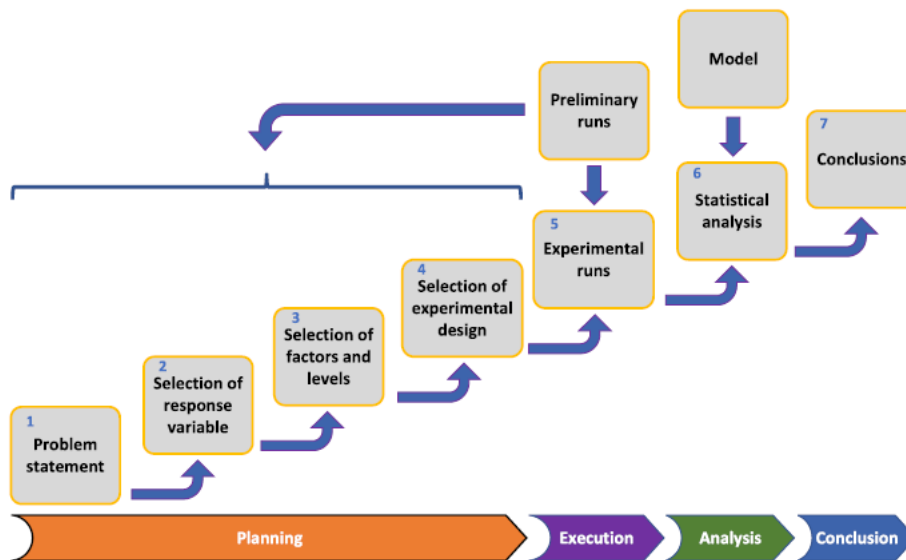 Preliminary
runs
Model
7
Conclusions
6
Statistical
analysis
5
Experimental
runs
4
Selection of
experimental
design
3
Selection of
factors and
levels
2
Selection of
response
variable
1
Problem
statement
Planning
Execution
Analysis
Conclusion